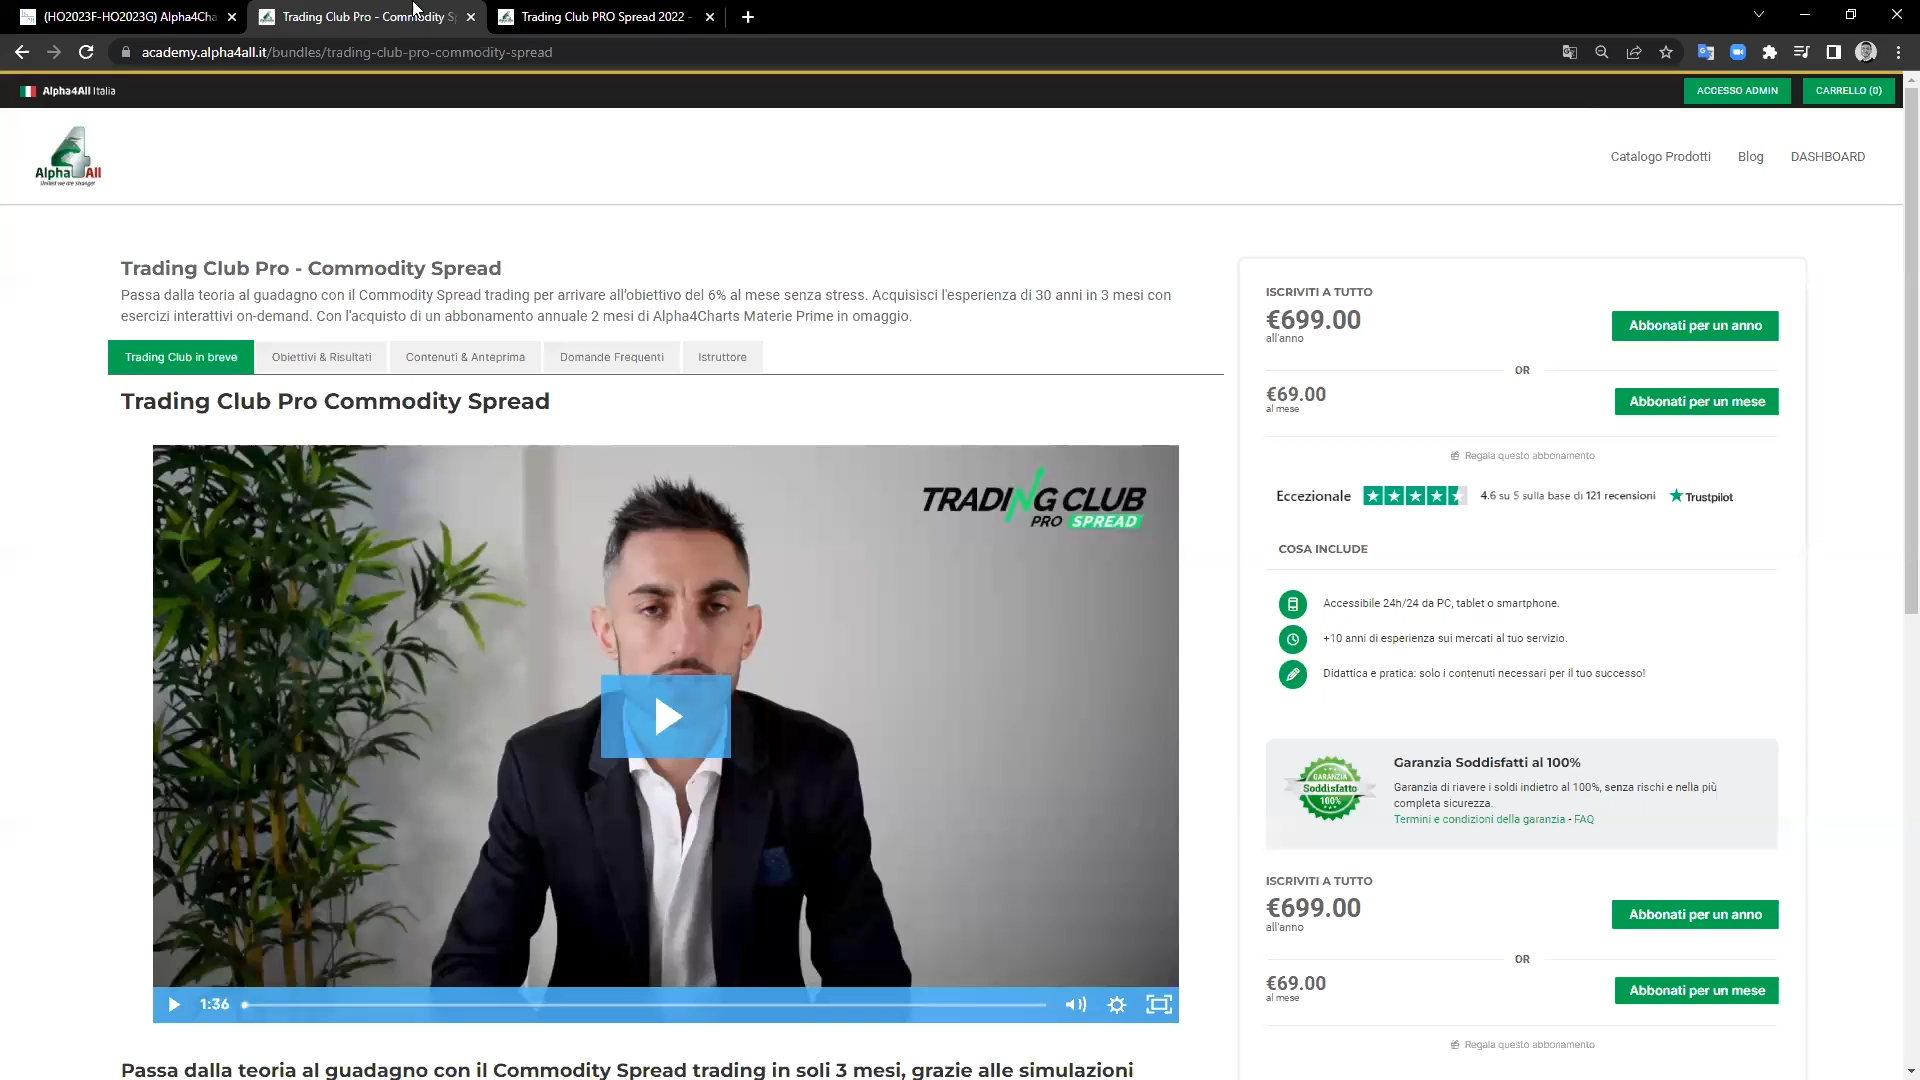 (HO2023F-HO2023G) Alpha4Cha
Trading Club Pro - Commodity Sp
Trading Club PRO Spread 2022 -
academy.alpha4all.it/bundles/trading-club-pro-commodity-spread
Alpha4All Italia
ACCESSO ADMIN
CARRELLO (0)
Alpha 4 All
United we are stronger
Catalogo Prodotti
Blog
DASHBOARD
Trading Club Pro - Commodity Spread
Passa dalla teoria al guadagno con il Commodity Spread trading per arrivare all'obiettivo del 6% al mese senza stress. Acquisisci l'esperienza di 30 anni in 3 mesi con
esercizi interattivi on-demand. Con l'acquisto di un abbonamento annuale 2 mesi di Alpha4Charts Materie Prime in omaggio.
Trading Club in breve
Obiettivi & Risultati
Contenuti & Anteprima
Domande Frequenti
Istruttore
Trading Club Pro Commodity Spread
TRADING CLUB
PRO SPREAD
1:36
Passa dalla teoria al guadagno con il Commodity Spread trading in soli 3 mesi, grazie alle simulazioni
ISCRIVITI A TUTTO
€699.00
all'anno
Abbonati per un anno
OR
€69.00
al mese
Abbonati per un mese
Regala questo abbonamento
Eccezionale
4.6 su 5 sulla base di 121 recensioni
Trustpilot
COSA INCLUDE
Accessibile 24h/24 da PC, tablet o smartphone.
+10 anni di esperienza sui mercati al tuo servizio.
Didattica e pratica: solo i contenuti necessari per il tuo successo!
GARANZIA
Soddisfatto
100%
Garanzia Soddisfatti al 100%
Garanzia di riavere i soldi indietro al 100%, senza rischi e nella più
completa sicurezza.
Termini e condizioni della garanzia - FAQ
ISCRIVITI A TUTTO
€699.00
all'anno
Abbonati per un anno
OR
€69.00
al mese
Abbonati per un mese
Regala questo abbonamento